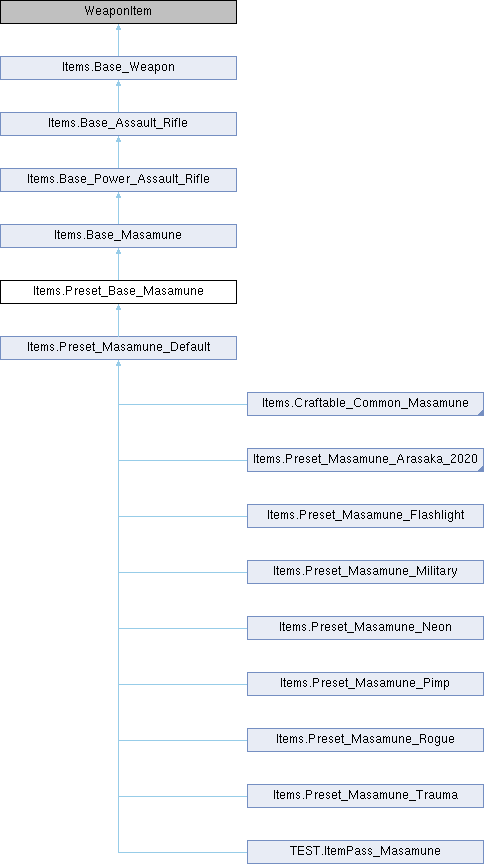 WeaponItem
Items.Base_Weapon
Items.Base_Assault_Rifle
Items.Base_Power_Assault_Rifle
Items.Base_Masamune
Items.Preset_Base_Masamune
Items.Preset_Masamune_Default
Items.Craftable_Common_Masamune
Items.Preset_Masamune_Arasaka_2020
Items.Preset_Masamune_Flashlight
Items.Preset_Masamune_Military
Items.Preset_Masamune_Neon
Items.Preset_Masamune_Pimp
Items.Preset_Masamune_Rogue
Items.Preset_Masamune_Trauma
TEST.ItemPass_Masamune